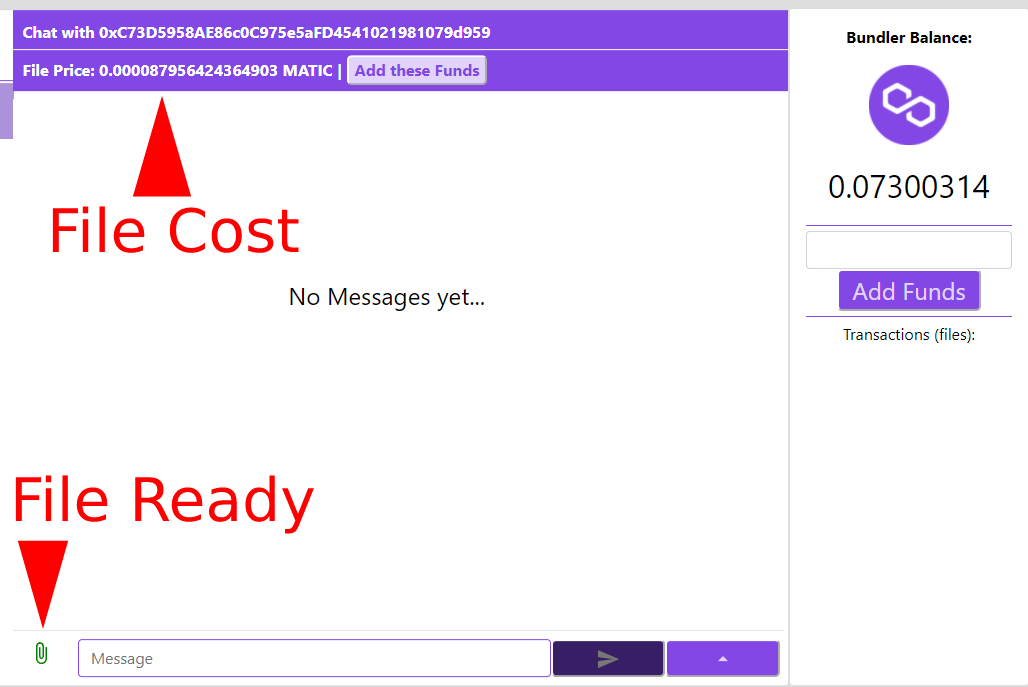 Chat with 0xC73D5958AE86c0C975e5aFD4541021981079d959
File Price: 0.000087956424364903 MATIC | Add these Funds
File Cost
No Messages yet...
File Ready
Message
Bundler Balance:
0.07300314
Add Funds
Transactions (files):